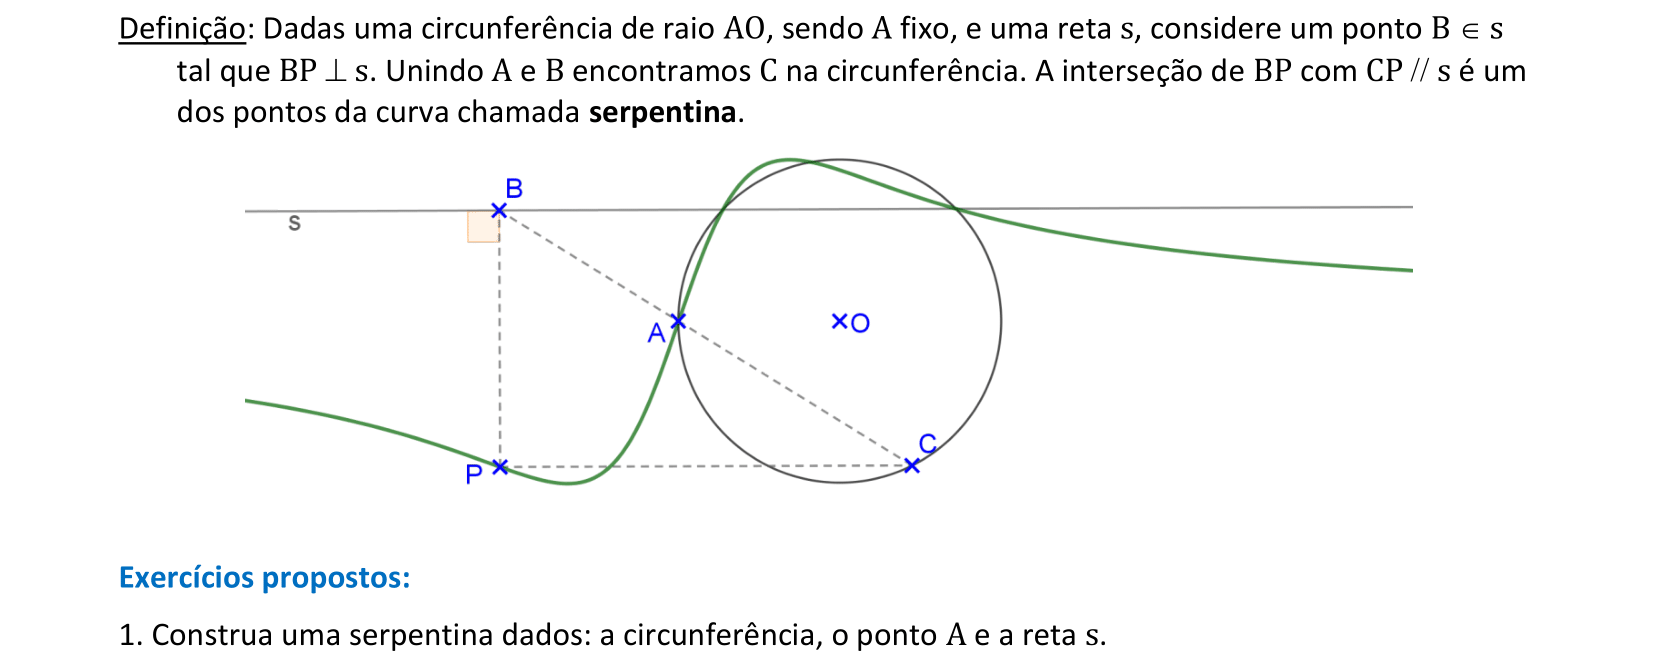 Definição: Dadas uma circunferência de raio AO, sendo A fixo, e uma reta s, considere um ponto B ∈ s
tal que BP ⊥ s. Unindo A e B encontramos C na circunferência. A interseção de BP com CP // s é um
dos pontos da curva chamada serpentina.
B
s
A
O
C
P
Exercícios propostos:
1. Construa uma serpentina dados: a circunferência, o ponto A e a reta s.